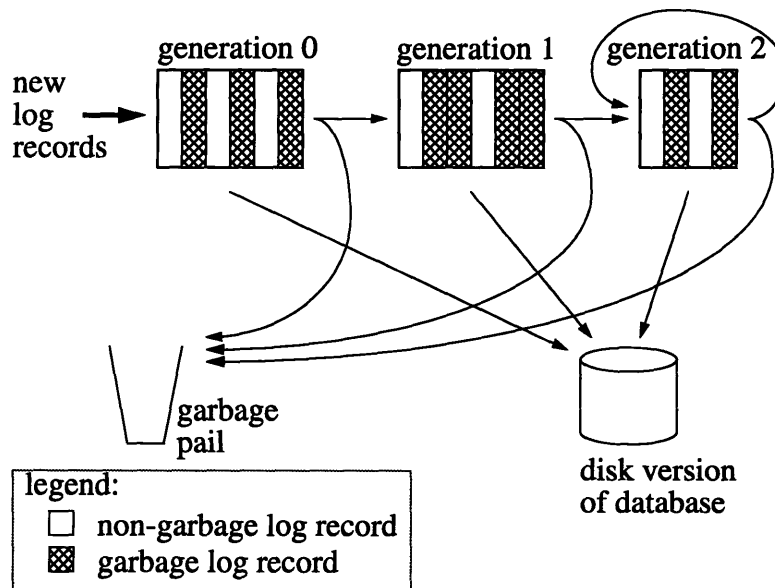 generation 0
generation 1
generation 2
new
log
records
garbage
pail
disk version
of database
legend:
non-garbage log record
garbage log record